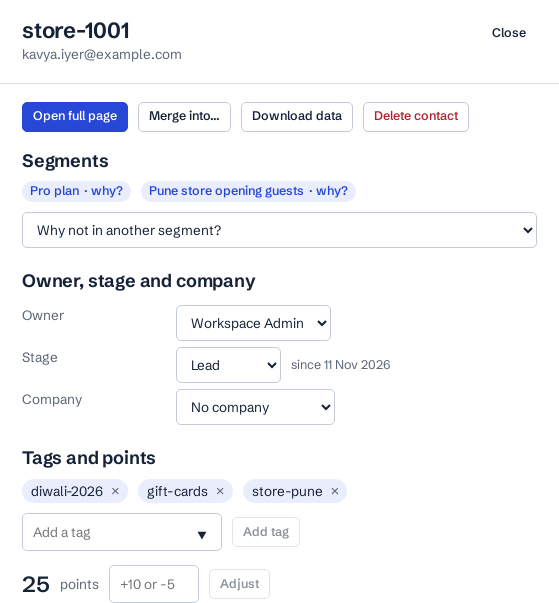 store-1001
Close
kavya.iyer@example.com
Open full page
Merge into...
Download data
Delete contact
Segments
Pro plan · why?
Pune store opening guests · why?
Why not in another segment?
Owner, stage and company
Owner
Workspace Admin
Stage
Lead
since 11 Nov 2026
Company
No company
Tags and points
diwali-2026 ×
gift-cards ×
store-pune ×
Add a tag
Add tag
25 points
+10 or -5
Adjust